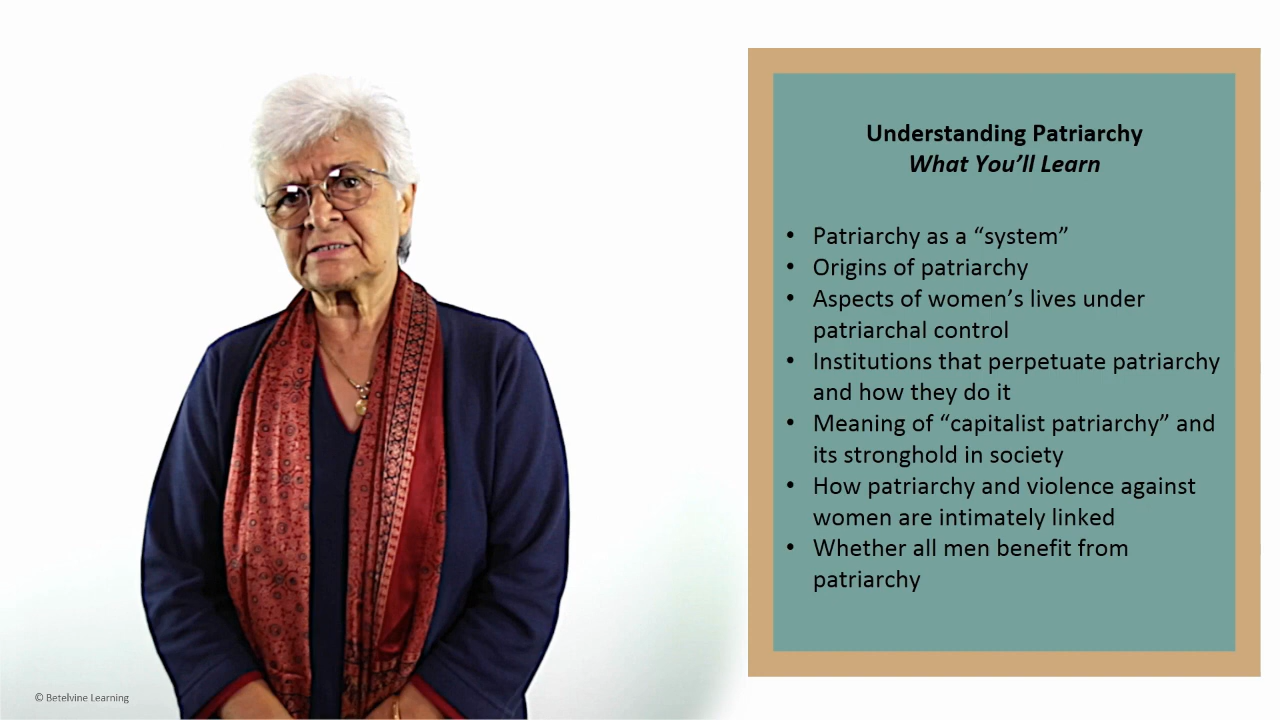 Understanding Patriarchy
What You’ll Learn
• Patriarchy as a “system”
• Origins of patriarchy
• Aspects of women’s lives under
patriarchal control
• Institutions that perpetuate patriarchy
and how they do it
• Meaning of “capitalist patriarchy” and
its stronghold in society
• How patriarchy and violence against
women are intimately linked
• Whether all men benefit from
patriarchy
© Betelvine Learning